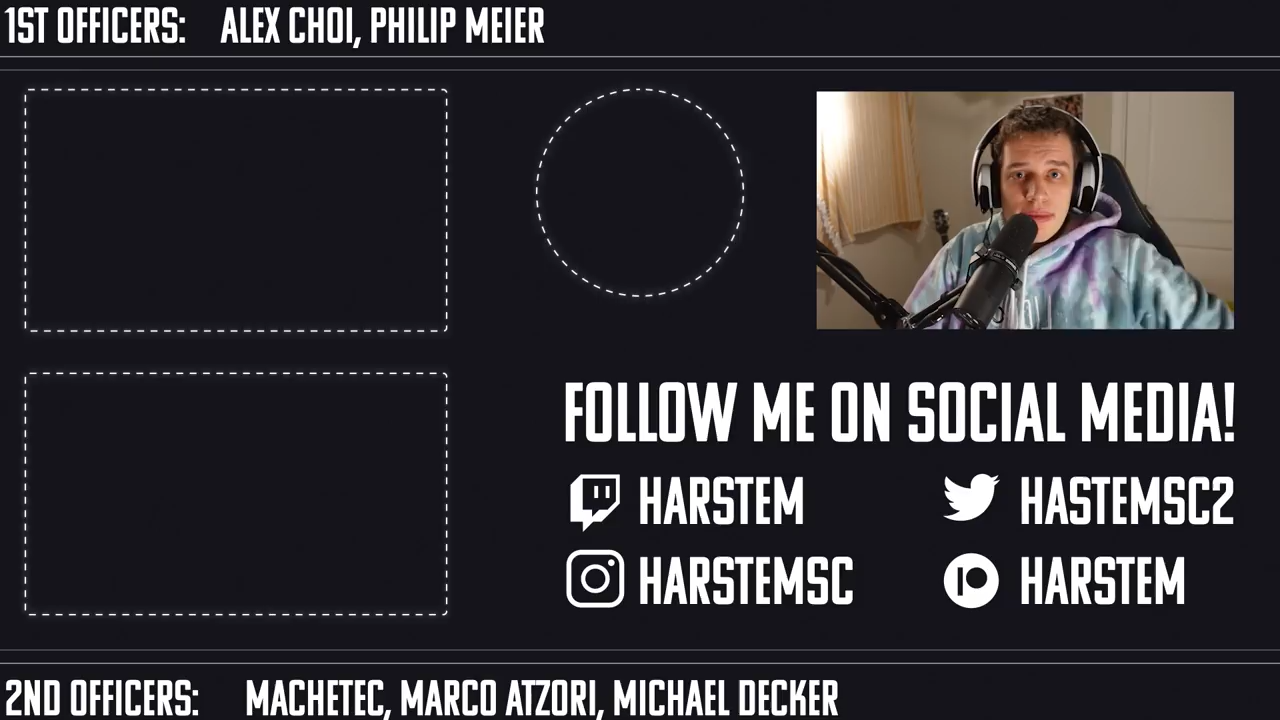 1ST OFFICERS: ALEX CHOI, PHILIP MEIER
FOLLOW ME ON SOCIAL MEDIA!
HARSTEM
HASTEMSC2
HARSTEMSC
HARSTEM
2ND OFFICERS: MACHETEC, MARCO ATZORI, MICHAEL DECKER